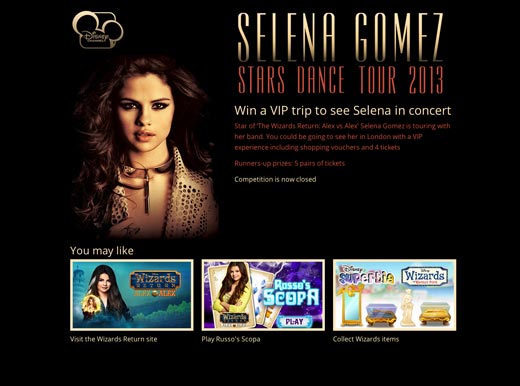 Disney
SELENA GOMEZ
STARS DANCE TOUR 2013
Win a VIP trip to see Selena in concert
Star of 'The Wizards Return: Alex vs Alex' Selena Gomez is touring with
her band. You could be going to see her in London with a VIP
experience including shopping vouchers and 4 tickets
Runners-up prizes: 5 pairs of tickets
Competition is now closed
You may like
Wizards
RETURN
ALEX vs ALEX
Russo's
SCOPA
Wizards
PLAY
Disney
Superbia
Wizards
Visit the Wizards Return site
Play Russo's Scopa
Collect Wizards items